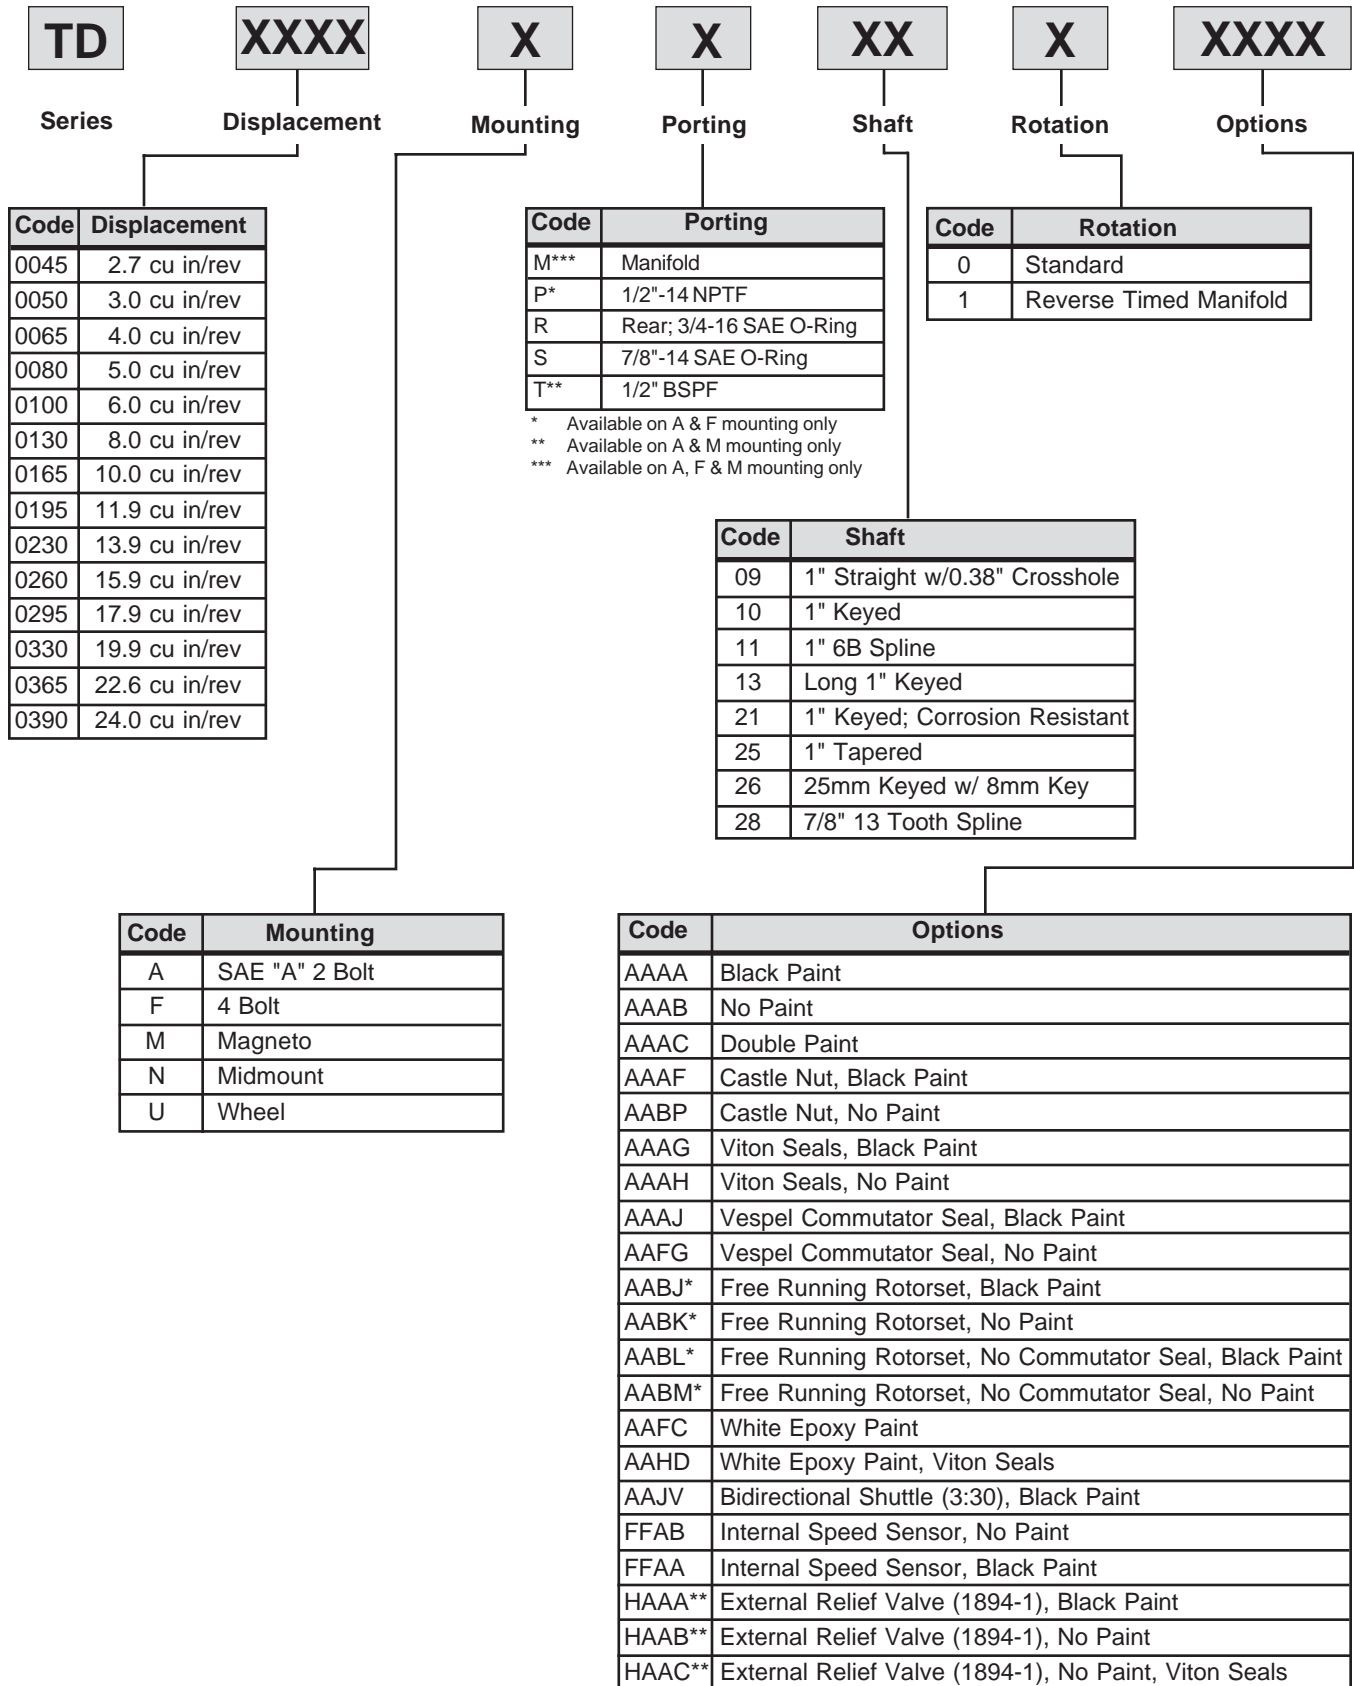 TD XXXX X X XX X XXXX
Series Displacement Mounting Porting Shaft Rotation Options
Code Displacement
0045 2.7 cu in/rev
0050 3.0 cu in/rev
0065 4.0 cu in/rev
0080 5.0 cu in/rev
0100 6.0 cu in/rev
0130 8.0 cu in/rev
0165 10.0 cu in/rev
0195 11.9 cu in/rev
0230 13.9 cu in/rev
0260 15.9 cu in/rev
0295 17.9 cu in/rev
0330 19.9 cu in/rev
0365 22.6 cu in/rev
0390 24.0 cu in/rev
Code Porting
M*** Manifold
P* 1/2"-14 NPTF
R Rear; 3/4-16 SAE O-Ring
S 7/8"-14 SAE O-Ring
T** 1/2" BSPF
* Available on A & F mounting only
** Available on A & M mounting only
*** Available on A, F & M mounting only
Code Rotation
0 Standard
1 Reverse Timed Manifold
Code Shaft
09 1" Straight w/0.38" Crosshole
10 1" Keyed
11 1" 6B Spline
13 Long 1" Keyed
21 1" Keyed; Corrosion Resistant
25 1" Tapered
26 25mm Keyed w/ 8mm Key
28 7/8" 13 Tooth Spline
Code Mounting
A SAE "A" 2 Bolt
F 4 Bolt
M Magneto
N Midmount
U Wheel
Code Options
AAAA Black Paint
AAAB No Paint
AAAC Double Paint
AAAF Castle Nut, Black Paint
AABP Castle Nut, No Paint
AAAG Viton Seals, Black Paint
AAAH Viton Seals, No Paint
AAAJ Vespel Commutator Seal, Black Paint
AAFG Vespel Commutator Seal, No Paint
AABJ* Free Running Rotorset, Black Paint
AABK* Free Running Rotorset, No Paint
AABL* Free Running Rotorset, No Commutator Seal, Black Paint
AABM* Free Running Rotorset, No Commutator Seal, No Paint
AAFC White Epoxy Paint
AAHD White Epoxy Paint, Viton Seals
AAJV Bidirectional Shuttle (3:30), Black Paint
FFAB Internal Speed Sensor, No Paint
FFAA Internal Speed Sensor, Black Paint
HAAA** External Relief Valve (1894-1), Black Paint
HAAB** External Relief Valve (1894-1), No Paint
HAAC** External Relief Valve (1894-1), No Paint, Viton Seals